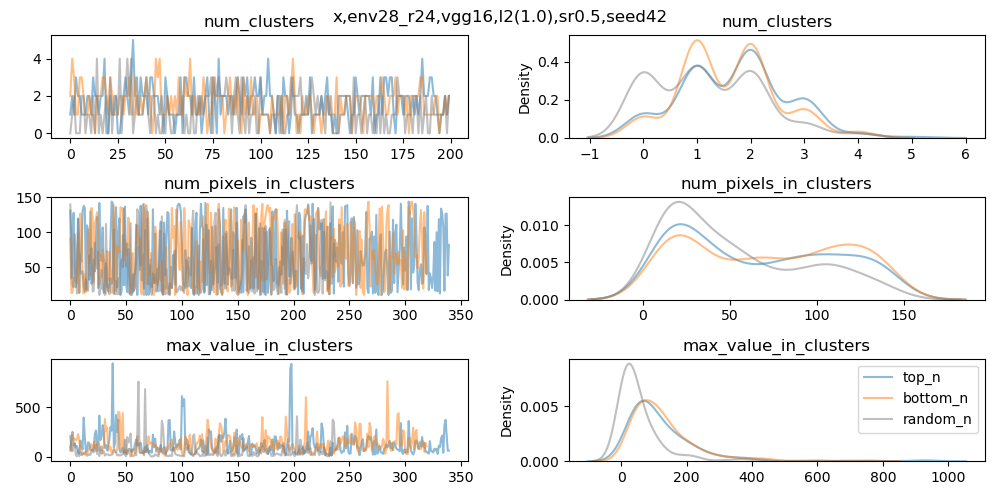 x,env28_r24,vgg16,l2(1.0),sr0.5,seed42
num_clusters
4
2
0
0 25 50 75 100 125 150 175 200
num_clusters
Density
0.4
0.2
0.0
−1 0 1 2 3 4 5 6
num_pixels_in_clusters
150
100
50
0 50 100 150 200 250 300 350
num_pixels_in_clusters
Density
0.010
0.005
0.000
0 50 100 150
max_value_in_clusters
500
0
0 50 100 150 200 250 300 350
max_value_in_clusters
Density
0.005
0.000
0 200 400 600 800 1000
top_n
bottom_n
random_n